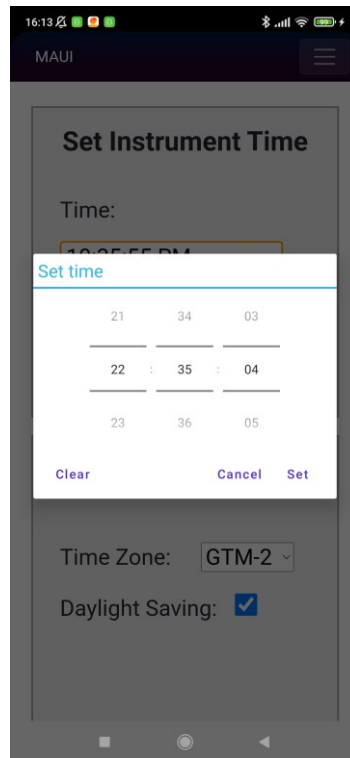 16:13
MAUI
Set Instrument Time
Time:
Set time
21 34 03
22 : 35 : 04
23 36 05
Clear Cancel Set
Time Zone: GTM-2
Daylight Saving: